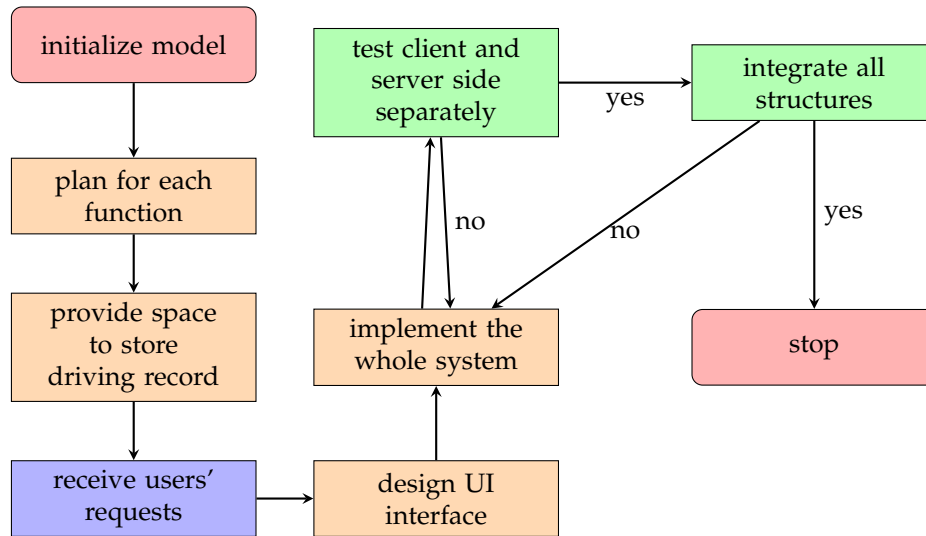 initialize model
plan for each
function
provide space
to store
driving record
receive users’
requests
design UI
interface
implement the
whole system
test client and
server side
separately
integrate all
structures
stop
yes
no
no
yes